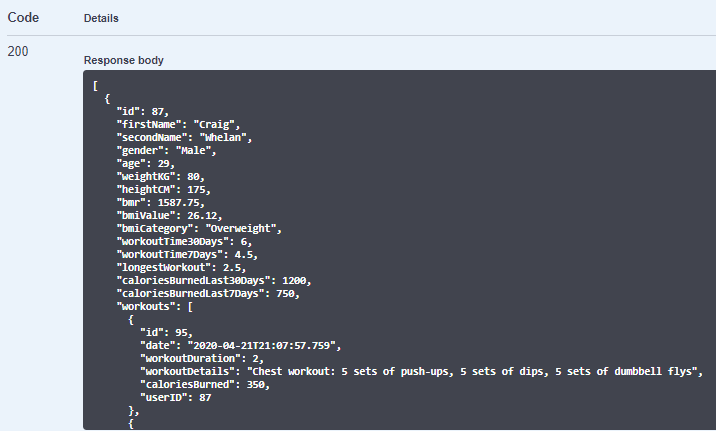 Code Details
200
Response body
[
  {
    "id": 87,
    "firstName": "Craig",
    "secondName": "Whelan",
    "gender": "Male",
    "age": 29,
    "weightKG": 80,
    "heightCM": 175,
    "bmr": 1587.75,
    "bmiValue": 26.12,
    "bmiCategory": "Overweight",
    "workoutTime30Days": 6,
    "workoutTime7Days": 4.5,
    "longestWorkout": 2.5,
    "caloriesBurnedLast30Days": 1200,
    "caloriesBurnedLast7Days": 750,
    "workouts": [
      {
        "id": 95,
        "date": "2020-04-21T21:07:57.759",
        "workoutDuration": 2,
        "workoutDetails": "Chest workout: 5 sets of push-ups, 5 sets of dips, 5 sets of dumbbell flys",
        "caloriesBurned": 350,
        "userID": 87
      },
      {